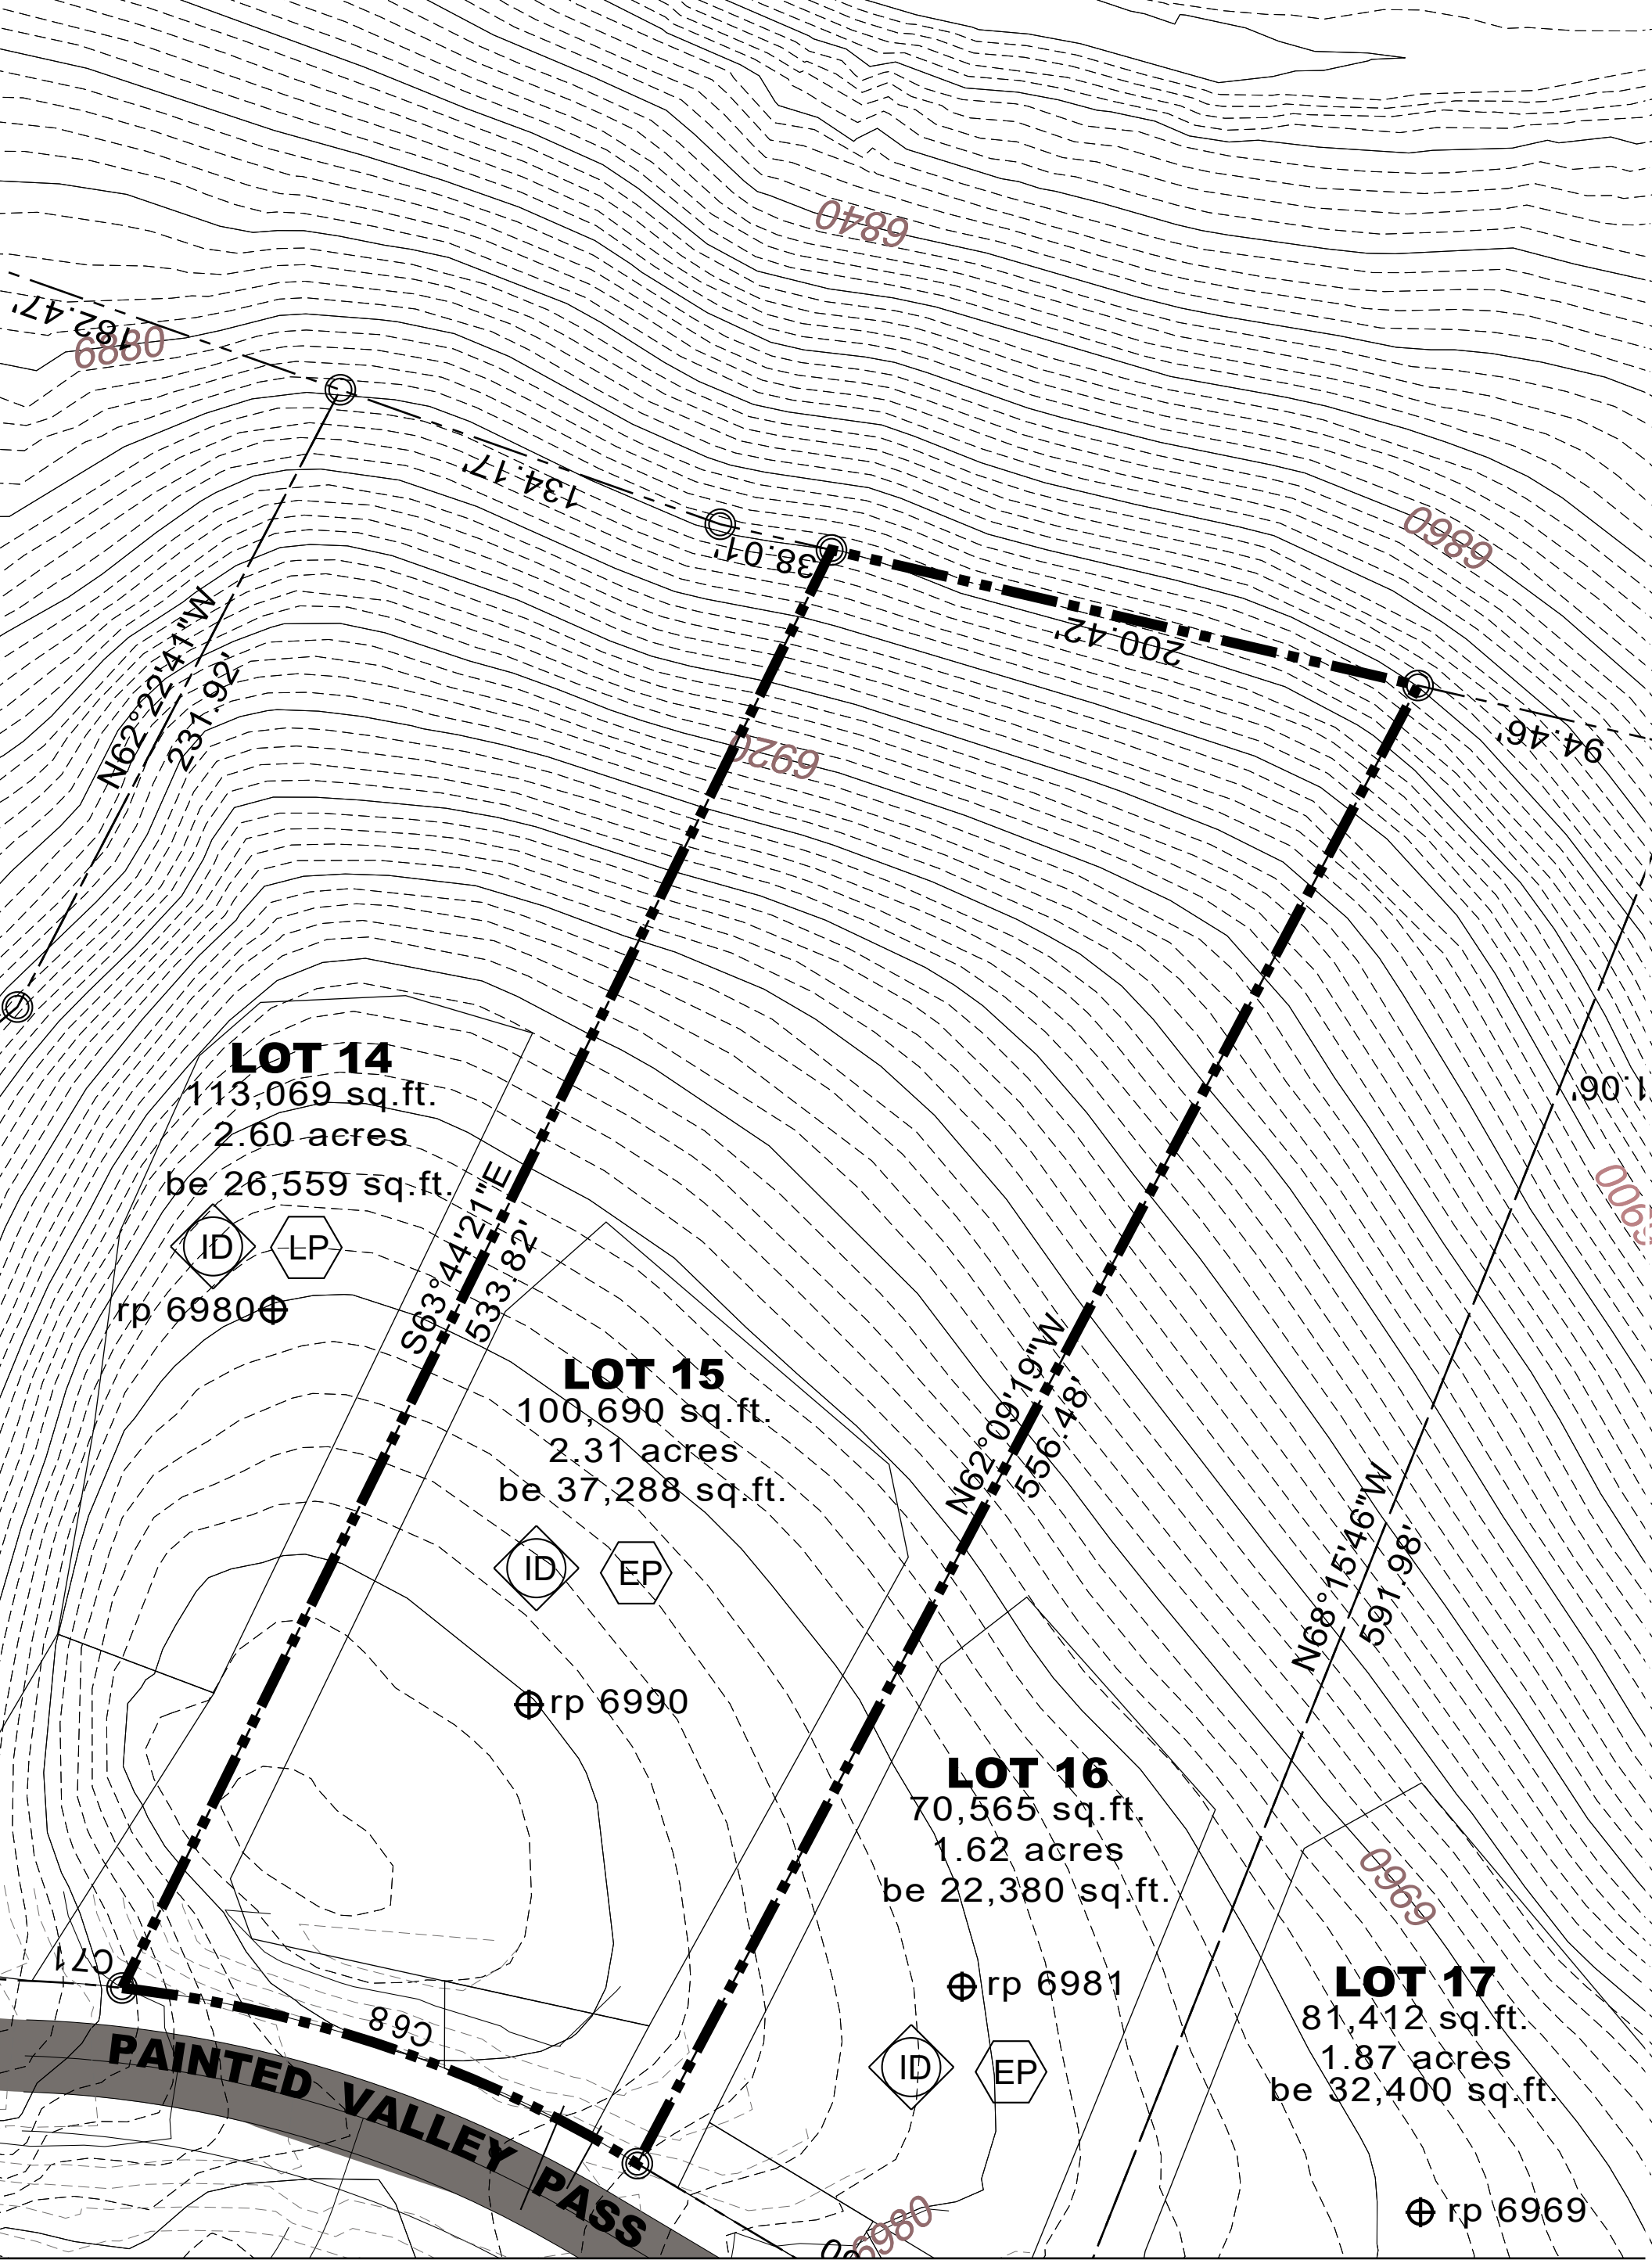 6840
182.47'
6880
134.17'
38.01'
6860
200.42'
94.46'
N62°22'41"W
231.92'
6920
LOT 14
113,069 sq.ft.
2.60 acres
be 26,559 sq.ft.
ID
LP
rp 6980
1.06'
6900
S63°44'21"E
533.82'
LOT 15
100,690 sq.ft.
2.31 acres
be 37,288 sq.ft.
ID
EP
rp 6990
N62°09'19"W
556.48'
N68°15'46"W
591.98'
LOT 16
70,565 sq.ft.
1.62 acres
be 22,380 sq.ft.
rp 6981
ID
EP
6960
LOT 17
81,412 sq.ft.
1.87 acres
be 32,400 sq.ft.
rp 6969
C71
C68
PAINTED VALLEY PASS
6980